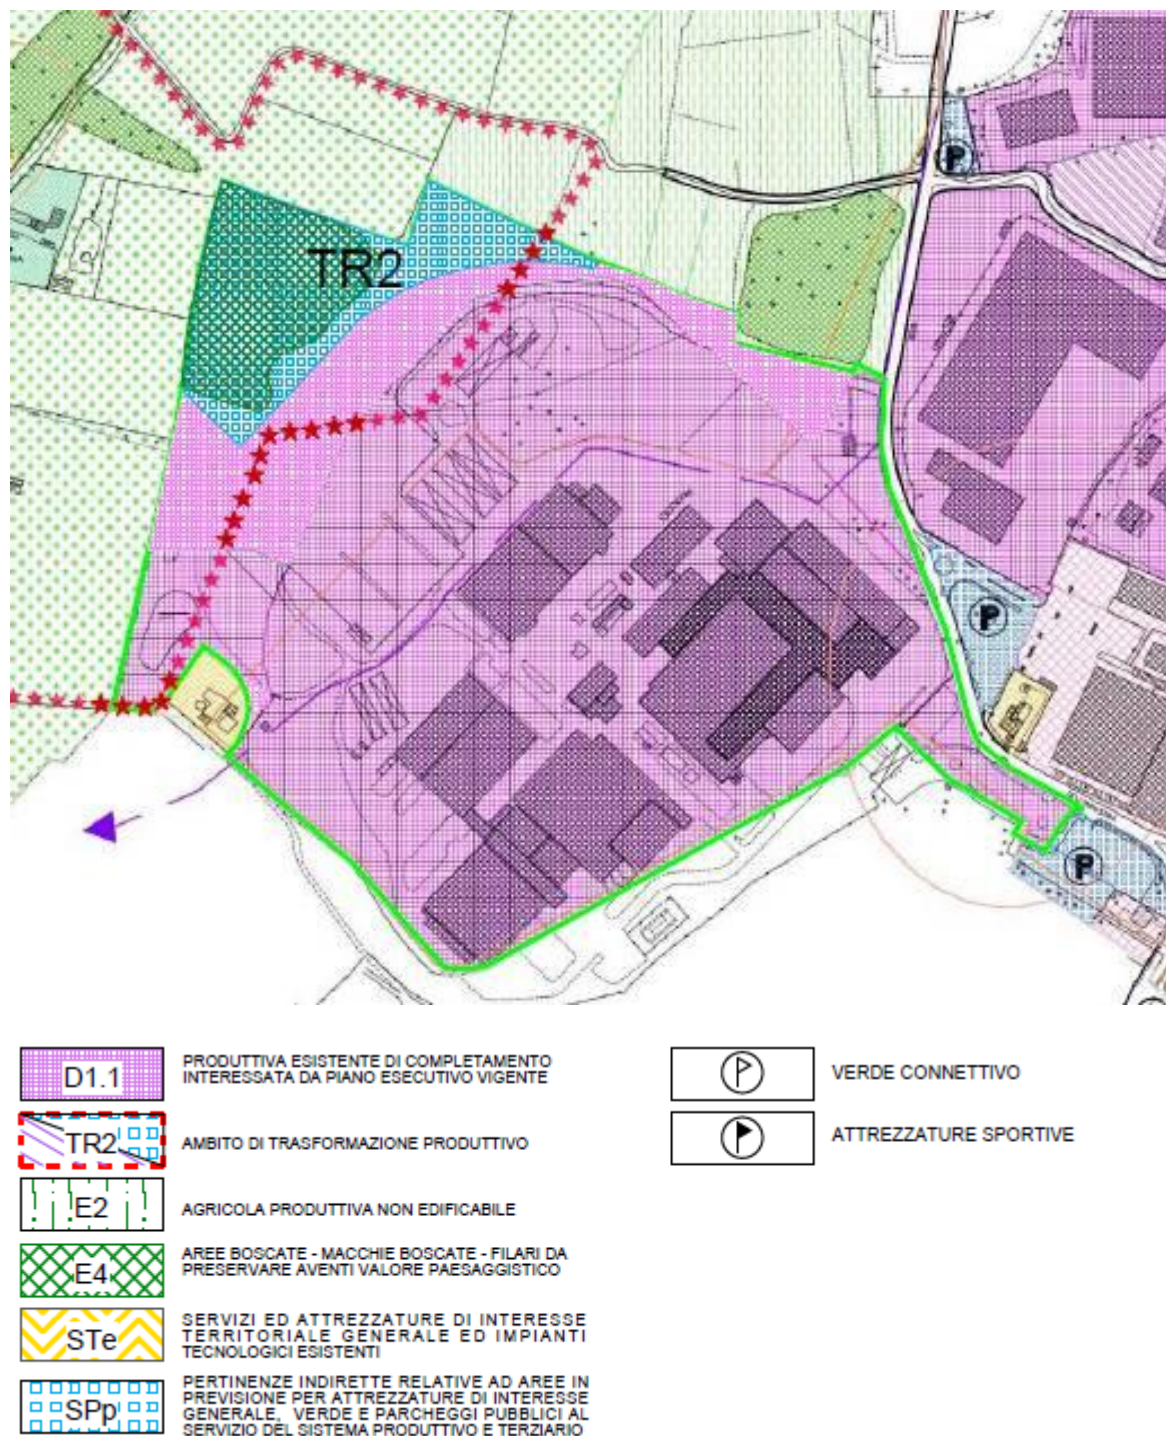 P
TR2
P
P
D1.1
PRODUTTIVA ESISTENTE DI COMPLETAMENTO
INTERESSATA DA PIANO ESECUTIVO VIGENTE
TR2
AMBITO DI TRASFORMAZIONE PRODUTTIVO
E2
AGRICOLA PRODUTTIVA NON EDIFICABILE
E4
AREE BOSCATE - MACCHIE BOSCATE - FILARI DA
PRESERVARE AVENTI VALORE PAESAGGISTICO
STe
SERVIZI ED ATTREZZATURE DI INTERESSE
TERRITORIALE GENERALE ED IMPIANTI
TECNOLOGICI ESISTENTI
SPp
PERTINENZE INDIRETTE RELATIVE AD AREE IN
PREVISIONE PER ATTREZZATURE DI INTERESSE
GENERALE, VERDE E PARCHEGGI PUBBLICI AL
SERVIZIO DEL SISTEMA PRODUTTIVO E TERZIARIO
VERDE CONNETTIVO
ATTREZZATURE SPORTIVE